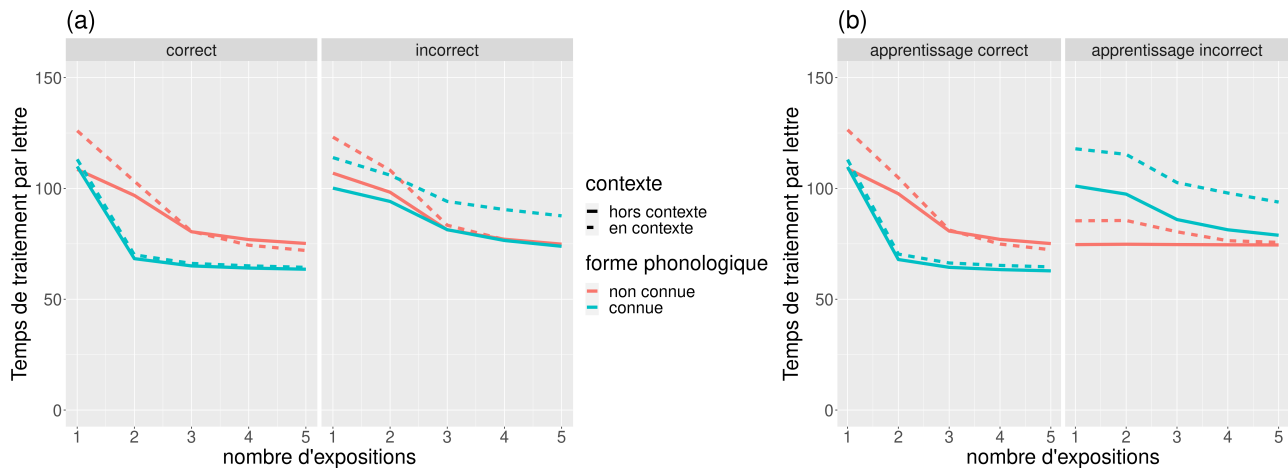 (a)
correct
incorrect
Temps de traitement par lettre
150
100
50
0
1 2 3 4 5
1 2 3 4 5
nombre d'expositions
contexte
hors contexte
en contexte
forme phonologique
non connue
connue
(b)
apprentissage correct
apprentissage incorrect
Temps de traitement par lettre
150
100
50
0
1 2 3 4 5
1 2 3 4 5
nombre d'expositions